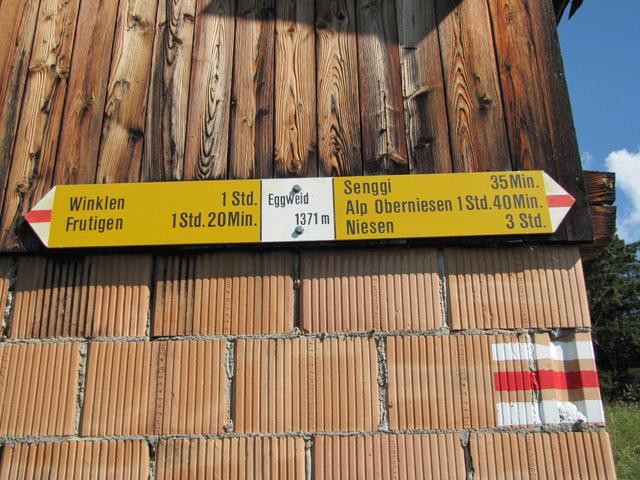 Winklen 1 Std.
Frutigen 1 Std. 20 Min.
Eggweid
1371 m
Senggi 35 Min.
Alp Oberniesen 1 Std. 40 Min.
Niesen 3 Std.